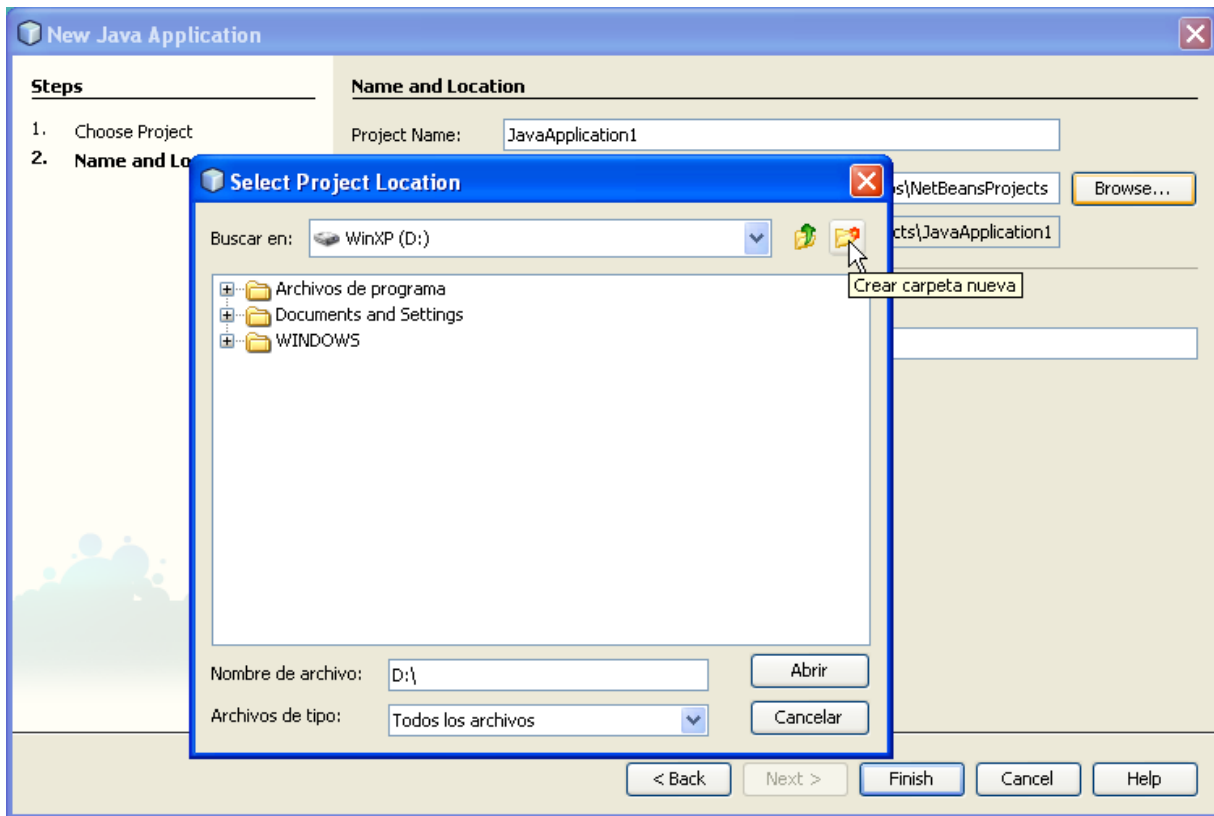 New Java Application
Steps
1. Choose Project
2. Name and Lo
Name and Location
Project Name: JavaApplication1
\NetBeansProjects Browse...
\JavaApplication1
Select Project Location
Buscar en: WinXP (D:)
Crear carpeta nueva
Archivos de programa
Documents and Settings
WINDOWS
Nombre de archivo: D:\
Abrir
Archivos de tipo: Todos los archivos
Cancelar
< Back Next > Finish Cancel Help